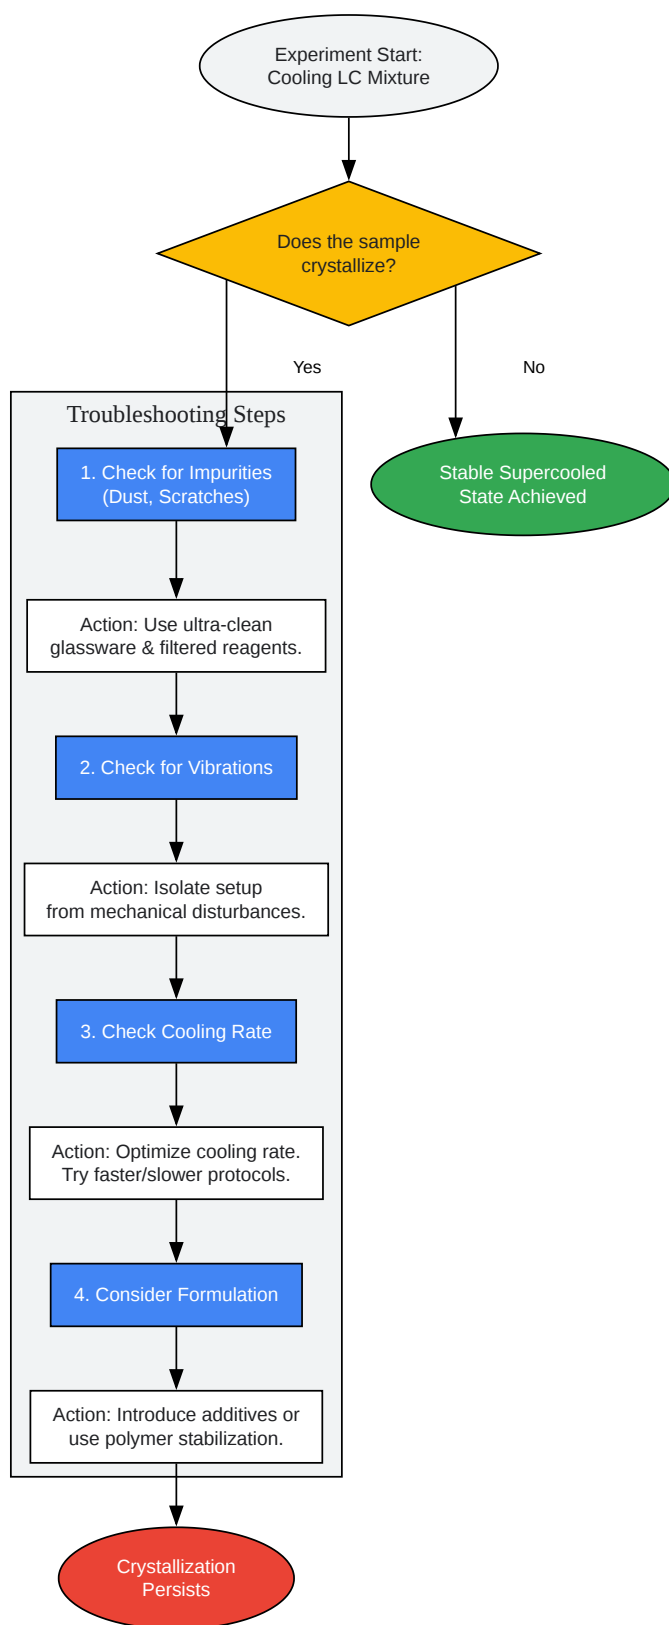 Experiment Start:
Cooling LC Mixture
Does the sample
crystallize?
Yes
No
Troubleshooting Steps
1. Check for Impurities
(Dust, Scratches)
Stable Supercooled
State Achieved
Action: Use ultra-clean
glassware & filtered reagents.
2. Check for Vibrations
Action: Isolate setup
from mechanical disturbances.
3. Check Cooling Rate
Action: Optimize cooling rate.
Try faster/slower protocols.
4. Consider Formulation
Action: Introduce additives or
use polymer stabilization.
Crystallization
Persists